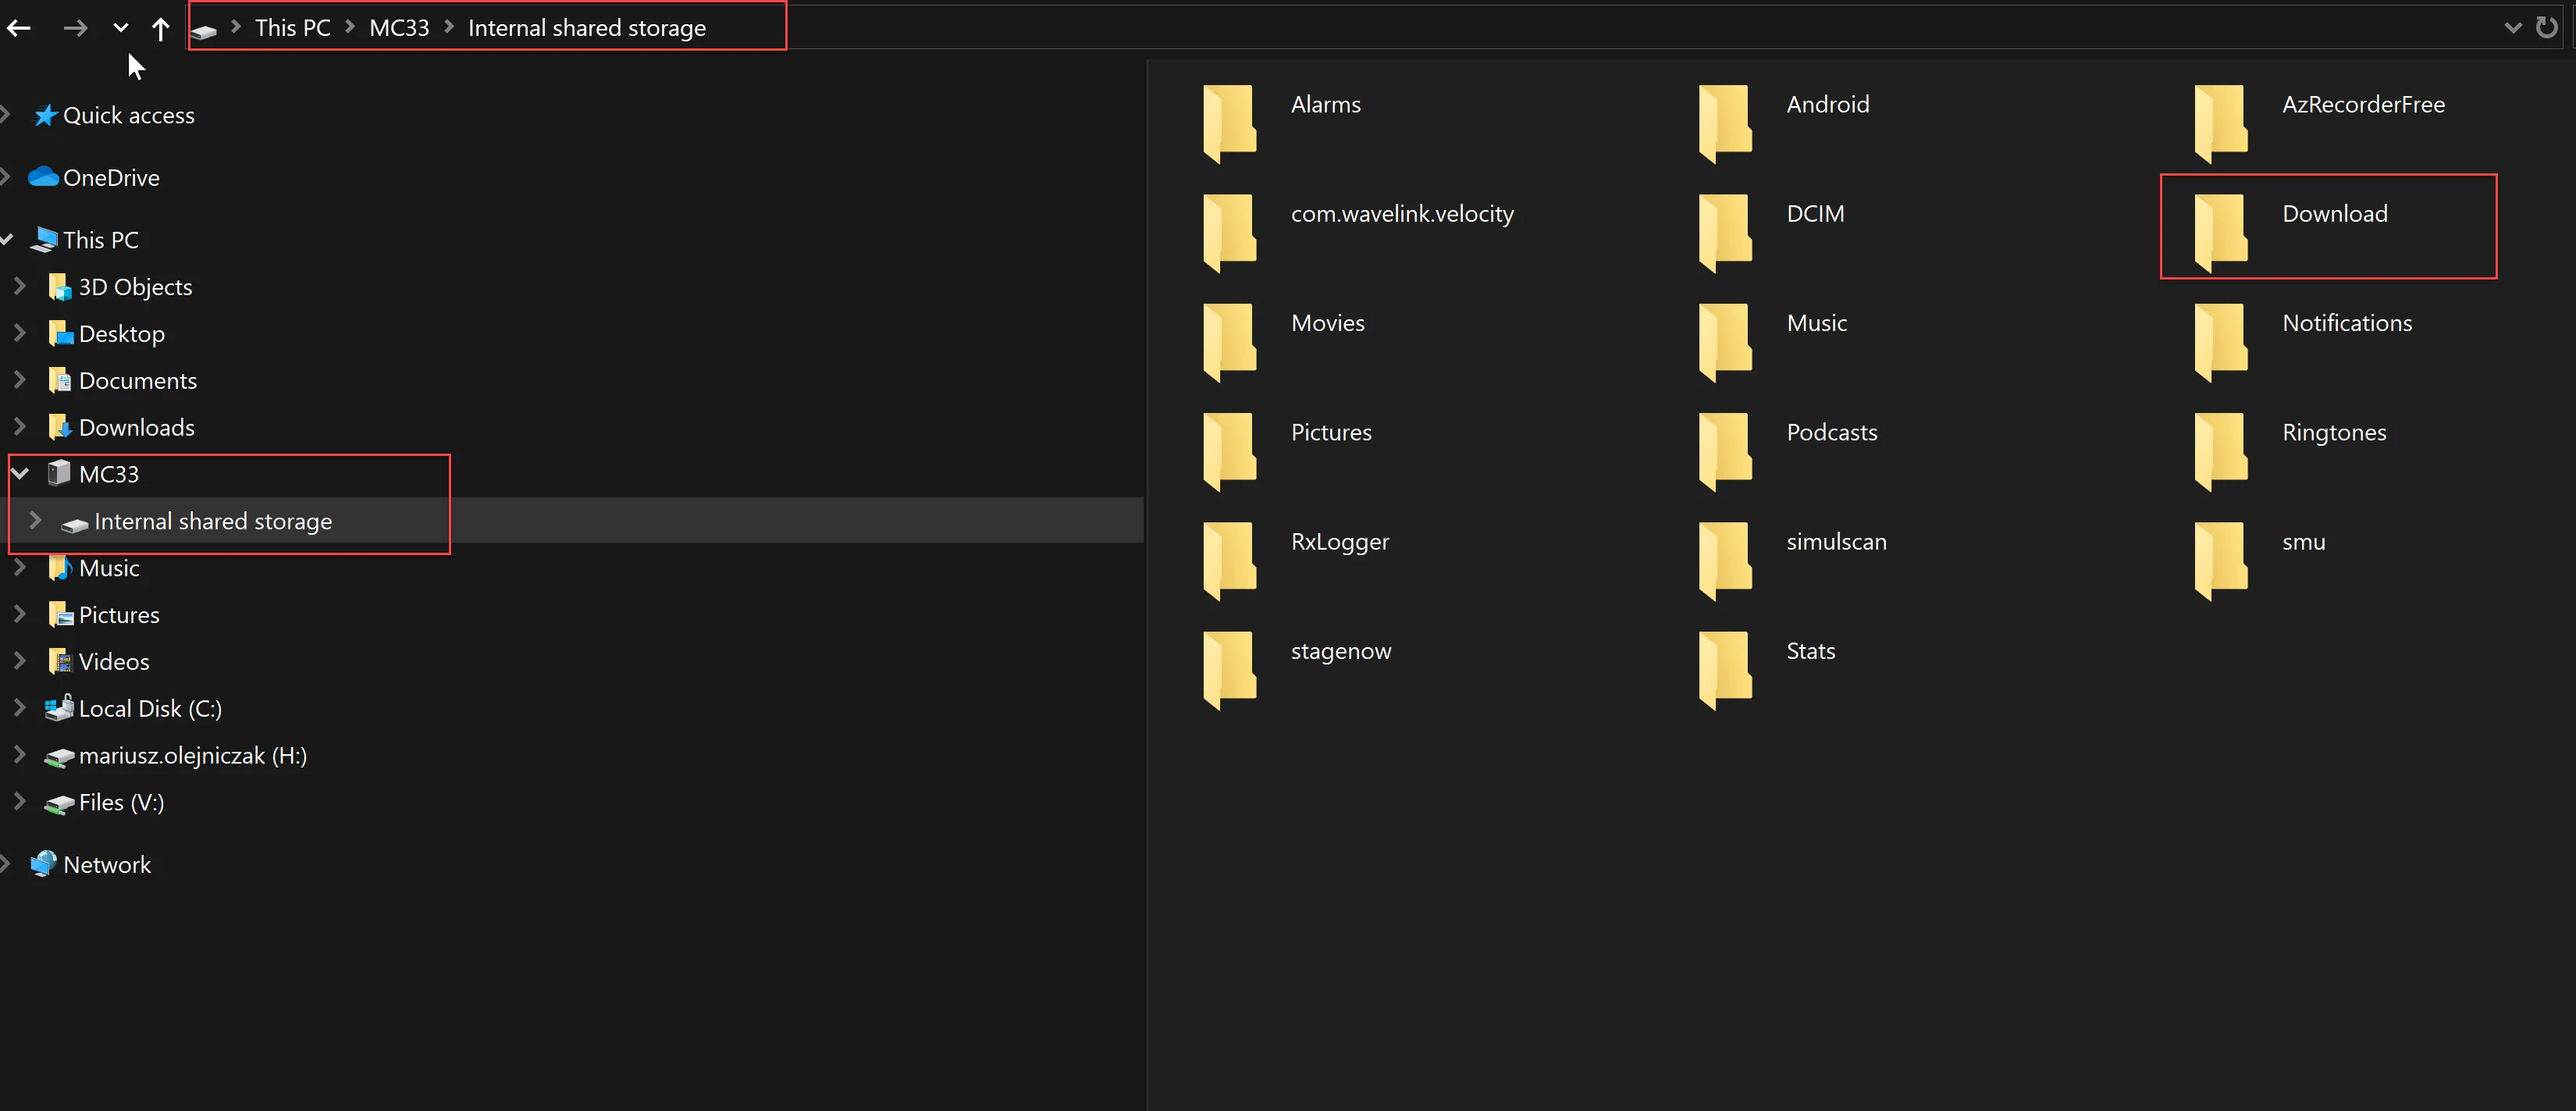 This PC > MC33 > Internal shared storage
Quick access
OneDrive
This PC
3D Objects
Desktop
Documents
Downloads
MC33
Internal shared storage
Music
Pictures
Videos
Local Disk (C:)
mariusz.olejniczak (H:)
Files (V:)
Network
Alarms
Android
AzRecorderFree
com.wavelink.velocity
DCIM
Download
Movies
Music
Notifications
Pictures
Podcasts
Ringtones
RxLogger
simulscan
smu
stagenow
Stats